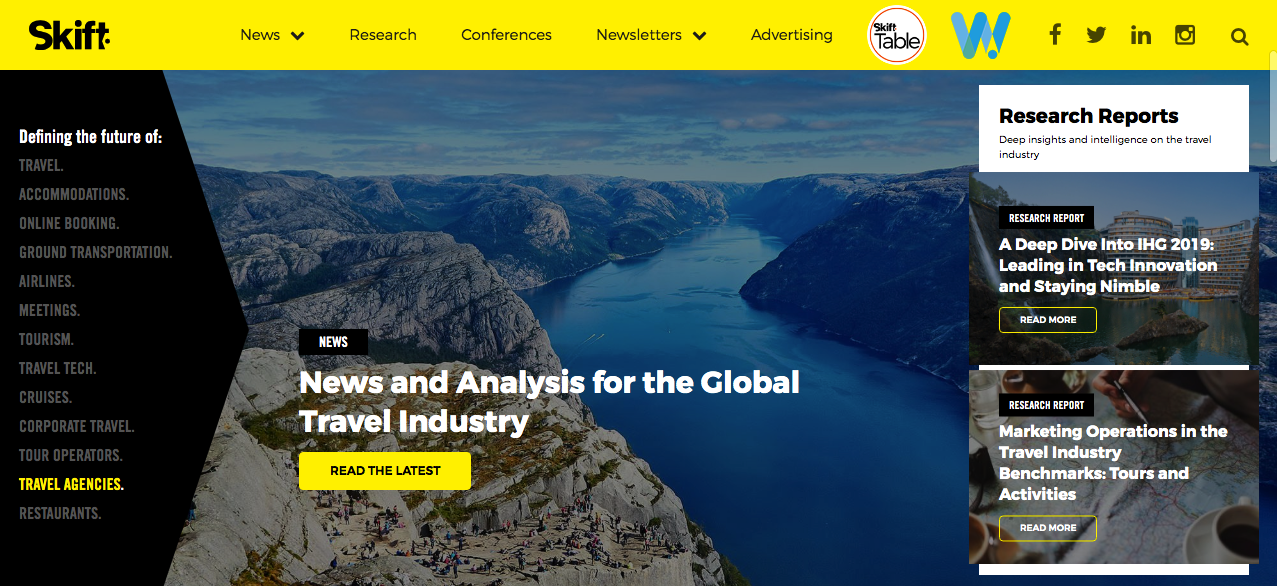 Skift
News
Research
Conferences
Newsletters
Advertising
Skift
Table
W.
Defining the future of:
TRAVEL.
ACCOMMODATIONS.
ONLINE BOOKING.
GROUND TRANSPORTATION.
AIRLINES.
MEETINGS.
TOURISM.
TRAVEL TECH.
CRUISES.
CORPORATE TRAVEL.
TOUR OPERATORS.
TRAVEL AGENCIES.
RESTAURANTS.
NEWS
News and Analysis for the Global
Travel Industry
READ THE LATEST
Research Reports
Deep insights and intelligence on the travel
industry
RESEARCH REPORT
A Deep Dive Into IHG 2019:
Leading in Tech Innovation
and Staying Nimble
READ MORE
RESEARCH REPORT
Marketing Operations in the
Travel Industry
Benchmarks: Tours and
Activities
READ MORE